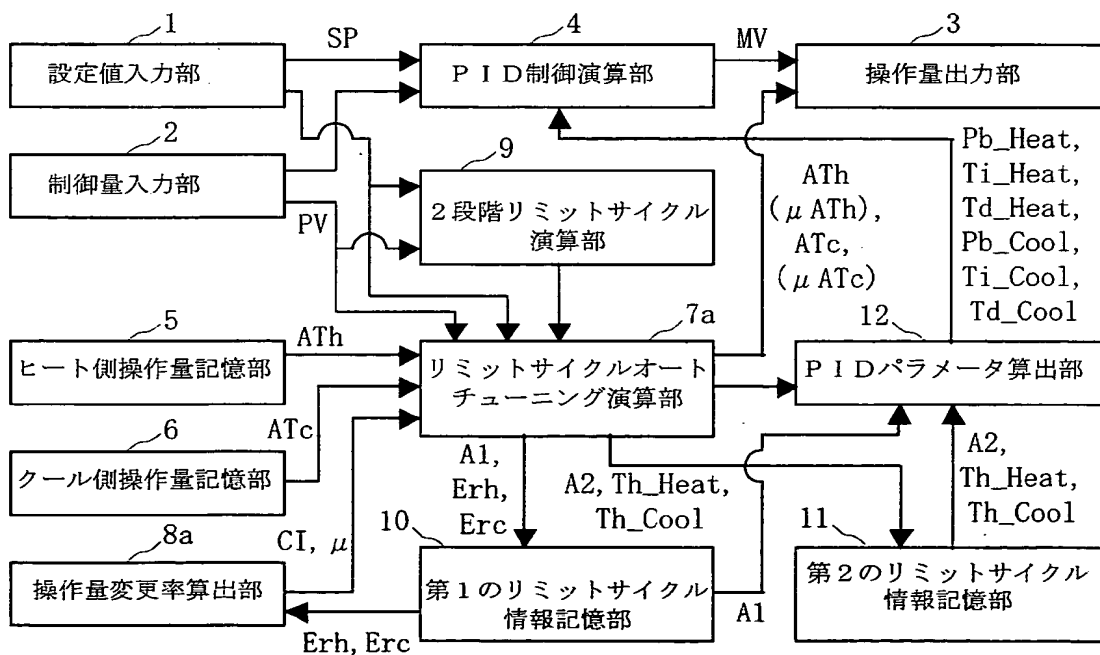 1
設定値入力部
SP
4
PID制御演算部
MV
3
操作量出力部
2
制御量入力部
PV
9
2段階リミットサイクル
演算部
ATh
(μATh),
ATc,
(μATc)
Pb_Heat,
Ti_Heat,
Td_Heat,
Pb_Cool,
Ti_Cool,
Td_Cool
5
ヒート側操作量記憶部
ATh
7a
リミットサイクルオート
チューニング演算部
12
PIDパラメータ算出部
6
クール側操作量記憶部
ATc
A1,
Erh,
Erc
A2, Th_Heat,
Th_Cool
A2,
Th_Heat,
Th_Cool
8a
操作量変更率算出部
CI, μ
Erh, Erc
10
第1のリミットサイクル
情報記憶部
A1
11
第2のリミットサイクル
情報記憶部